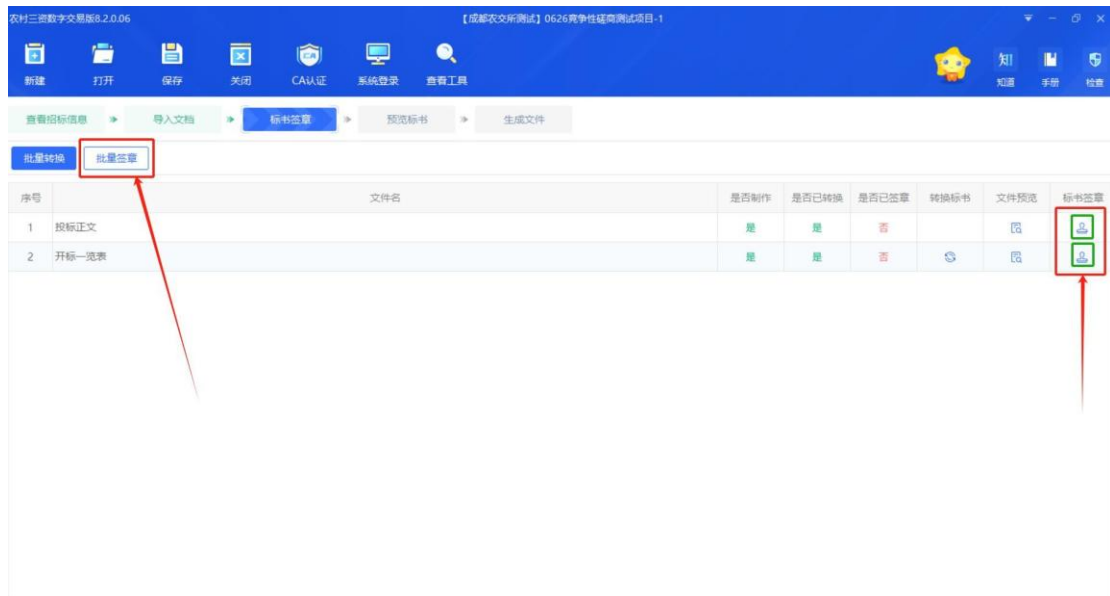 农村三资数字交易版8.2.0.06 【成都农交所测试】0626竞争性磋商测试项目-1
新建 打开 保存 关闭 CA认证 系统登录 查看工具 知道 手册 检查
查看招标信息 导入文档 标书签章 预览标书 生成文件
批量转换 批量签章
序号 文件名 是否制作 是否已转换 是否已签章 转换标书 文件预览 标书签章
1 投标正文 是 是 否
2 开标一览表 是 是 否